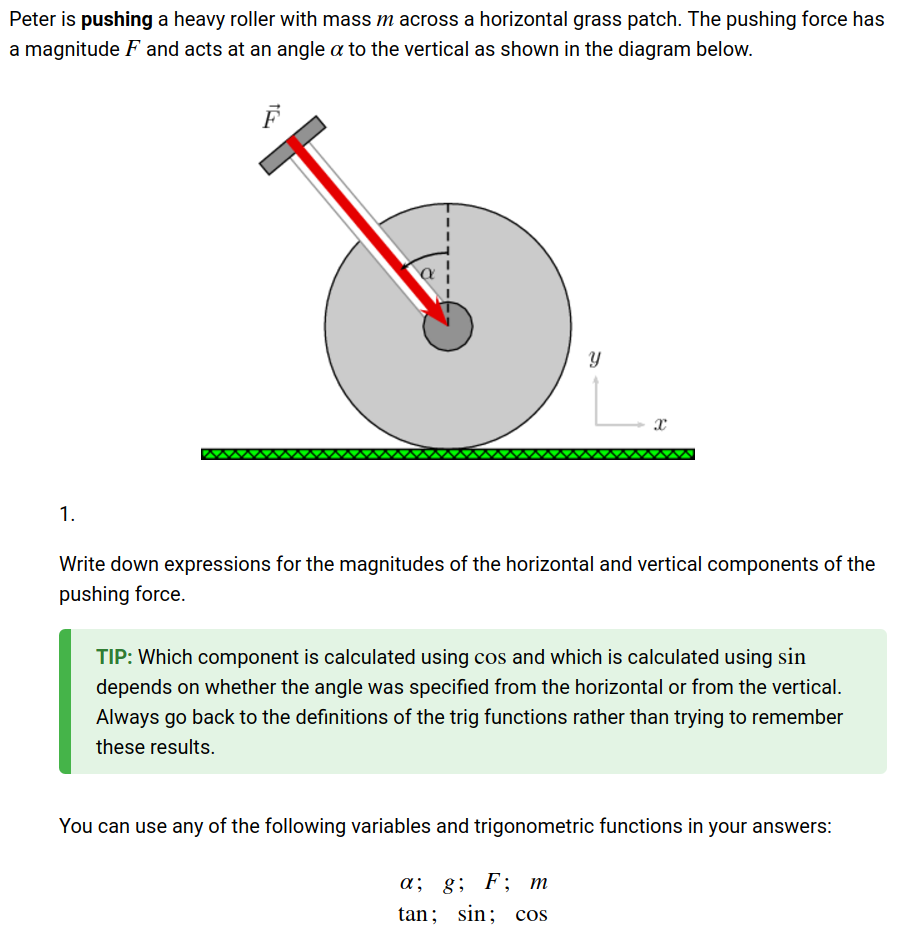 Peter is pushing a heavy roller with mass m across a horizontal grass patch. The pushing force has
a magnitude F and acts at an angle α to the vertical as shown in the diagram below.
F⃗
α
y
x
1.
Write down expressions for the magnitudes of the horizontal and vertical components of the
pushing force.
TIP: Which component is calculated using cos and which is calculated using sin
depends on whether the angle was specified from the horizontal or from the vertical.
Always go back to the definitions of the trig functions rather than trying to remember
these results.
You can use any of the following variables and trigonometric functions in your answers:
α; g; F; m
tan; sin; cos